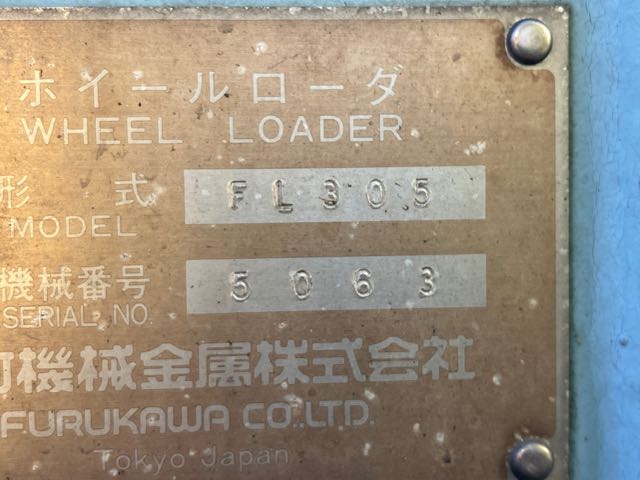 ホイールローダ
WHEEL LOADER
形式 FL305
MODEL
機械番号 5063
SERIAL NO.
機械金属株式会社
FURUKAWA CO.,LTD.
Tokyo Japan